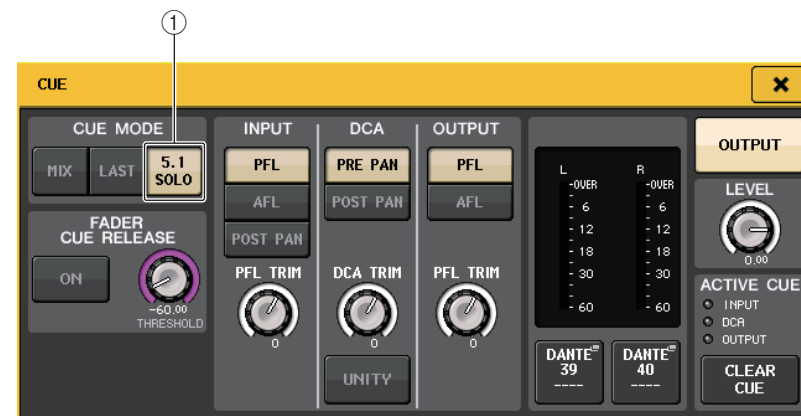 1
CUE
CUE MODE
MIX
LAST
5.1
SOLO
FADER
CUE RELEASE
ON
-60.00
THRESHOLD
INPUT
PFL
AFL
POST PAN
PFL TRIM
0
DCA
PRE PAN
POST PAN
DCA TRIM
0
UNITY
OUTPUT
PFL
AFL
PFL TRIM
0
L
R
-OVER
-OVER
- 6
- 6
- 12
- 12
- 18
- 18
- 30
- 30
- 60
- 60
DANTE
39
----
DANTE
40
----
OUTPUT
LEVEL
0.00
ACTIVE CUE
INPUT
DCA
OUTPUT
CLEAR
CUE